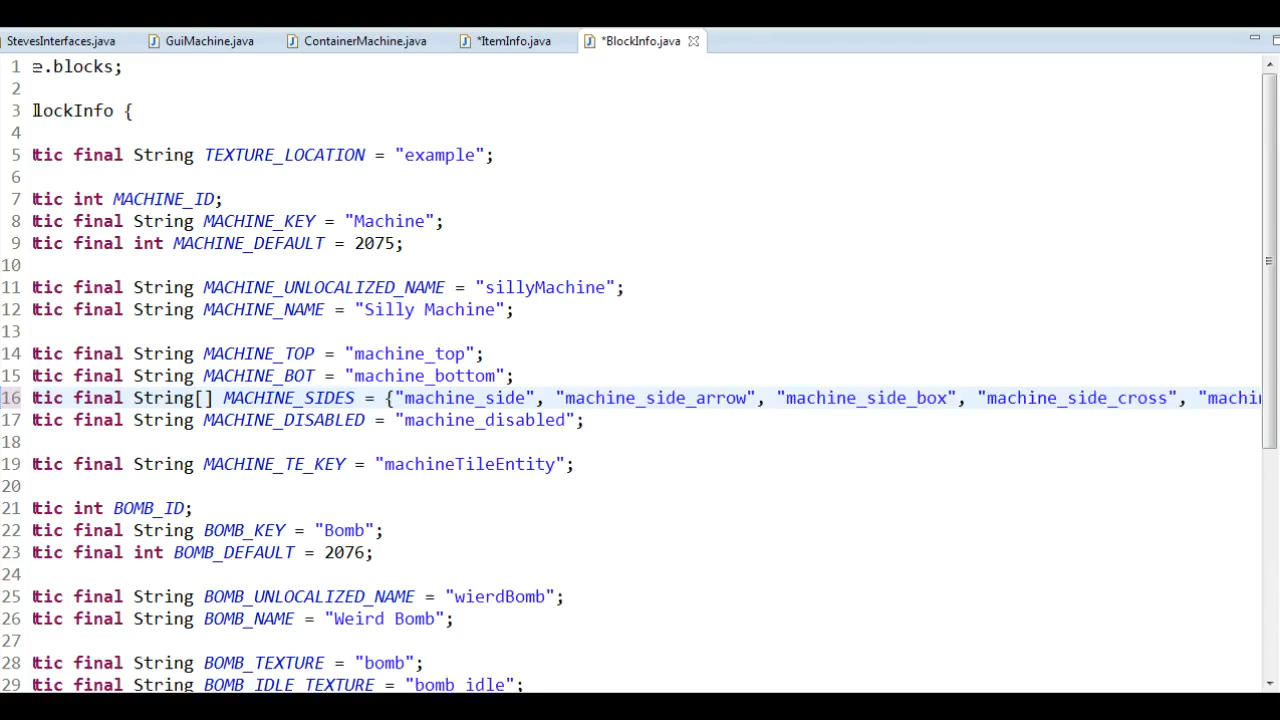 StevesInterfaces.java GuiMachine.java ContainerMachine.java *ItemInfo.java *BlockInfo.java
1 e.blocks;
2
3 lockInfo {
4
5 tic final String TEXTURE_LOCATION = "example";
6
7 tic int MACHINE_ID;
8 tic final String MACHINE_KEY = "Machine";
9 tic final int MACHINE_DEFAULT = 2075;
10
11 tic final String MACHINE_UNLOCALIZED_NAME = "sillyMachine";
12 tic final String MACHINE_NAME = "Silly Machine";
13
14 tic final String MACHINE_TOP = "machine_top";
15 tic final String MACHINE_BOT = "machine_bottom";
16 tic final String[] MACHINE_SIDES = {"machine_side", "machine_side_arrow", "machine_side_box", "machine_side_cross", "machin
17 tic final String MACHINE_DISABLED = "machine_disabled";
18
19 tic final String MACHINE_TE_KEY = "machineTileEntity";
20
21 tic int BOMB_ID;
22 tic final String BOMB_KEY = "Bomb";
23 tic final int BOMB_DEFAULT = 2076;
24
25 tic final String BOMB_UNLOCALIZED_NAME = "wierdBomb";
26 tic final String BOMB_NAME = "Weird Bomb";
27
28 tic final String BOMB_TEXTURE = "bomb";
29 tic final String BOMB_IDLE_TEXTURE = "bomb_idle";